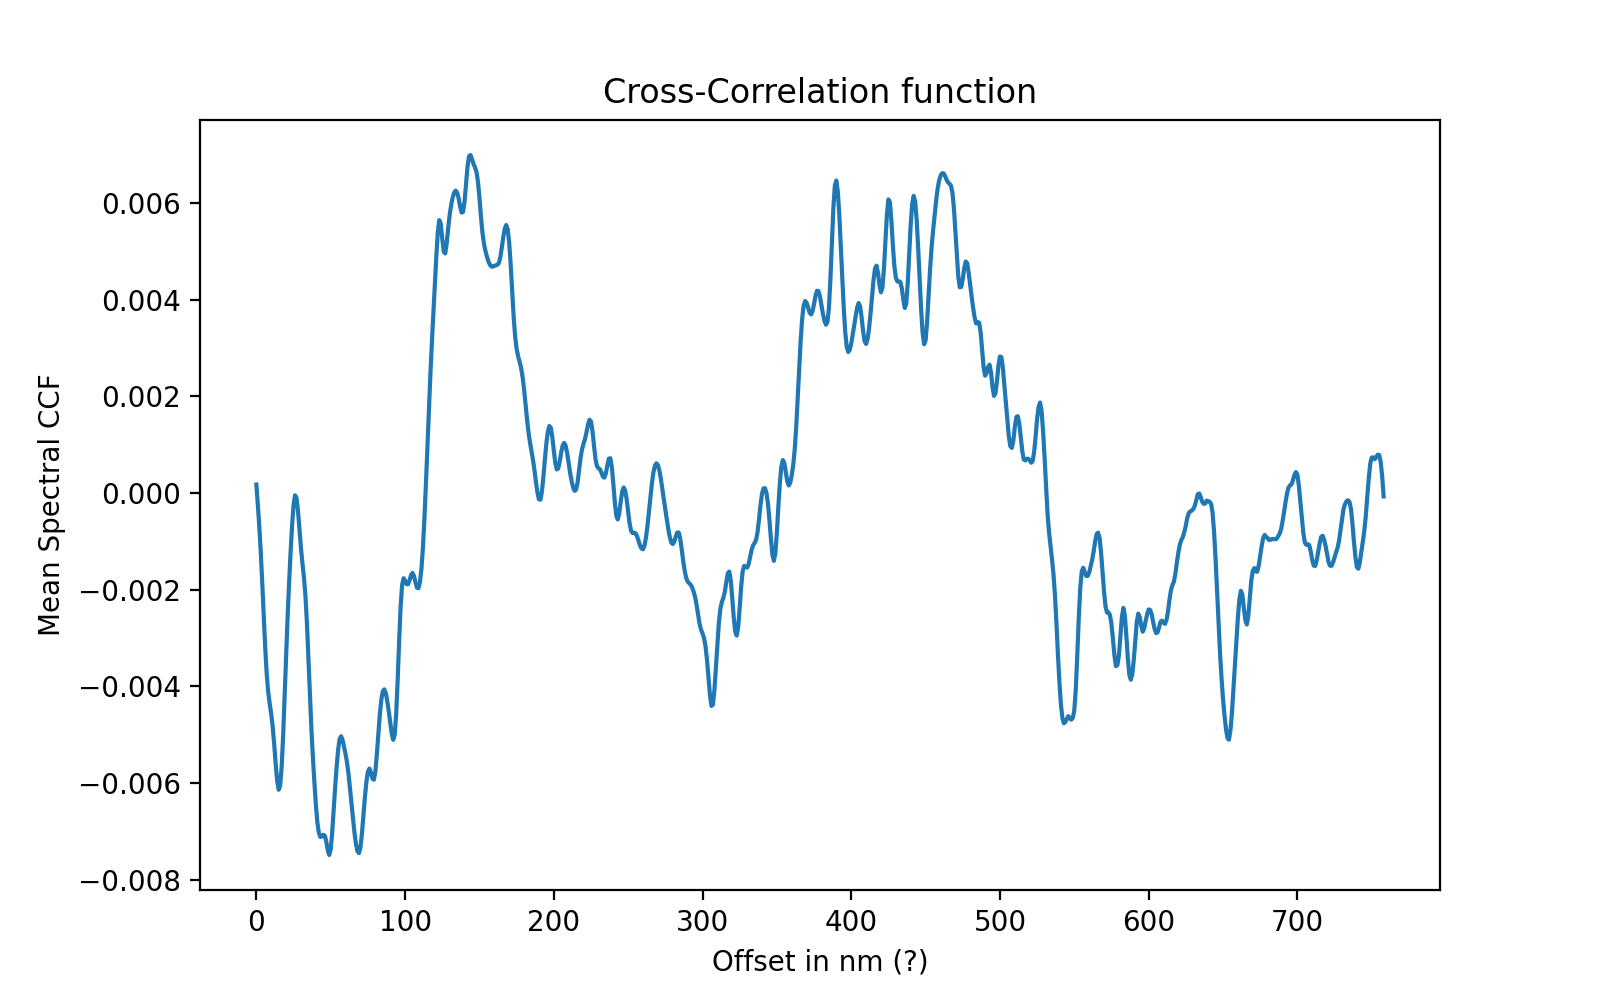 Cross-Correlation function
0.006
0.004
0.002
0.000
−0.002
−0.004
−0.006
−0.008
Mean Spectral CCF
0 100 200 300 400 500 600 700
Offset in nm (?)